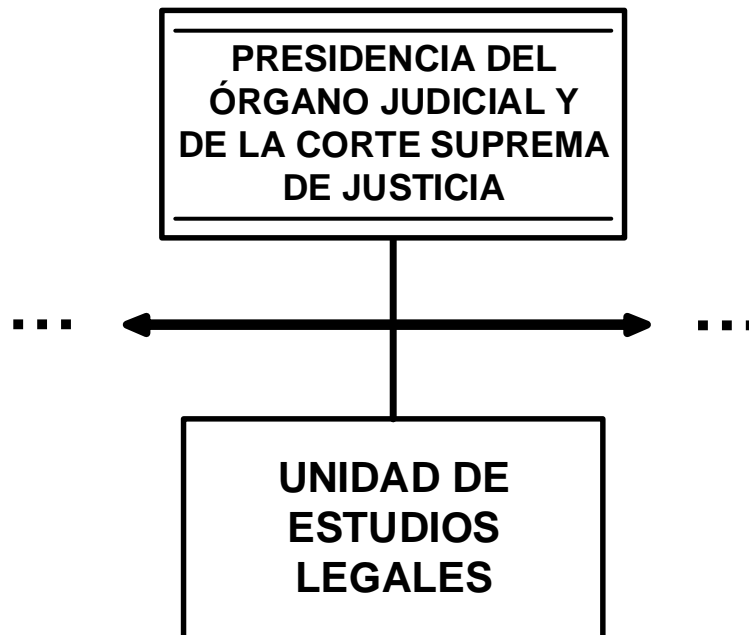 PRESIDENCIA DEL
ÓRGANO JUDICIAL Y
DE LA CORTE SUPREMA
DE JUSTICIA
... ...
UNIDAD DE
ESTUDIOS
LEGALES